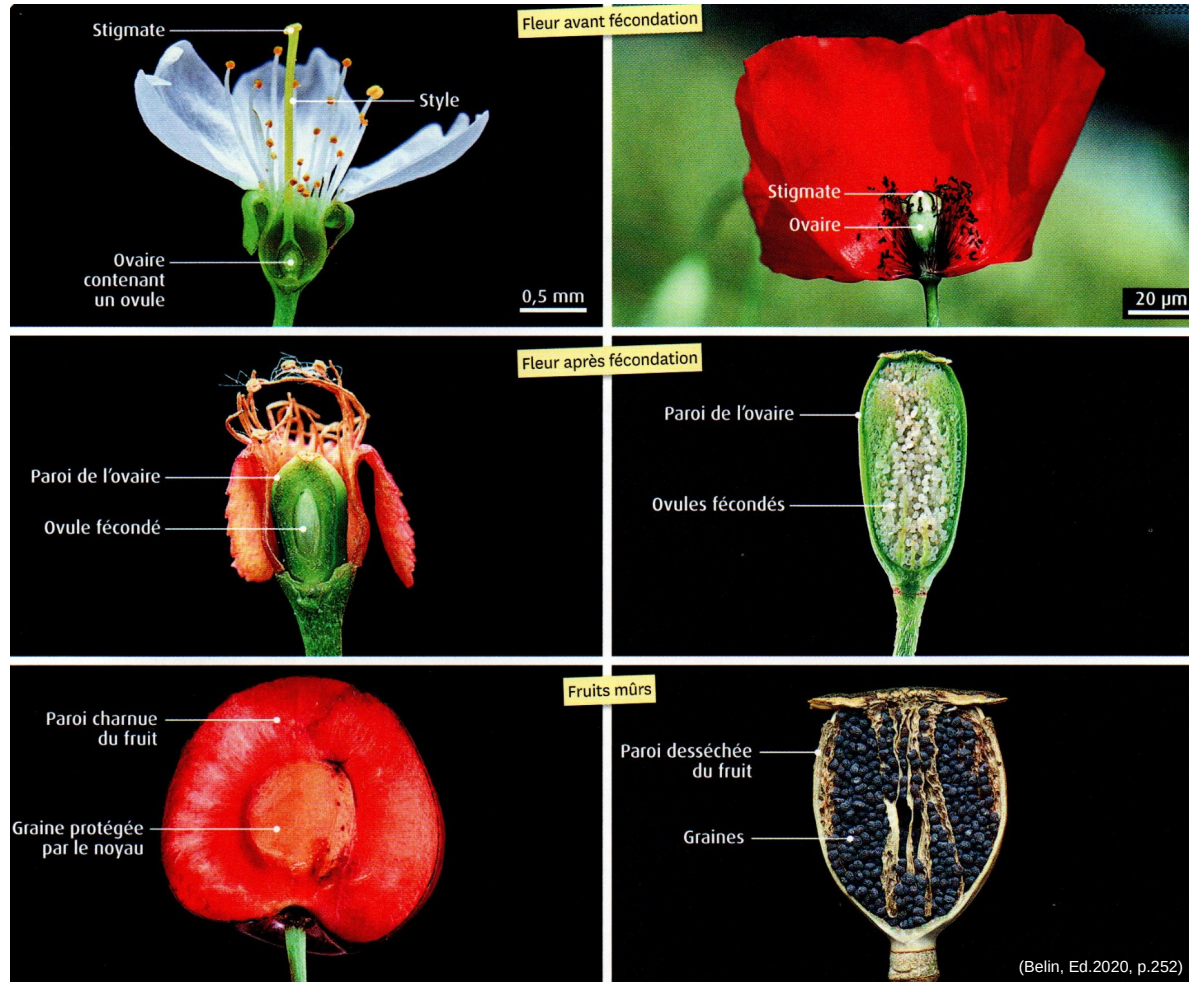 Fleur avant fécondation
Stigmate
Style
Ovaire
contenant
un ovule
0,5 mm
Stigmate
Ovaire
20 µm
Fleur après fécondation
Paroi de l'ovaire
Ovule fécondé
Paroi de l'ovaire
Ovules fécondés
Fruits mûrs
Paroi charnue
du fruit
Graine protégée
par le noyau
Paroi desséchée
du fruit
Graines
(Belin, Ed.2020, p.252)